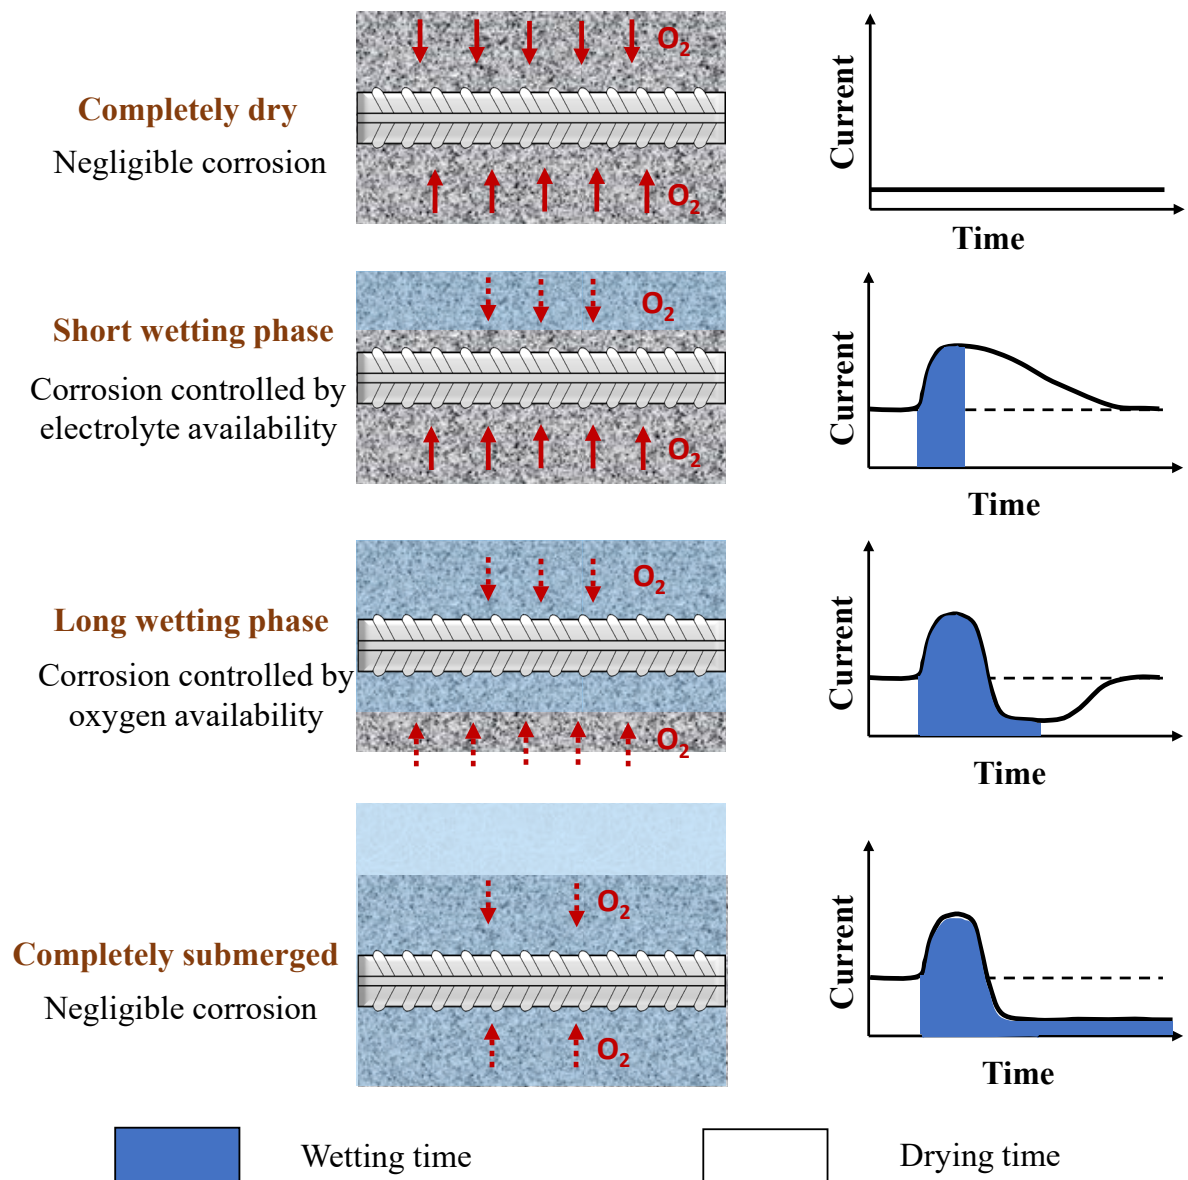 Completely dry
Negligible corrosion
O₂
O₂
Current
Time
Short wetting phase
Corrosion controlled by
electrolyte availability
O₂
O₂
Current
Time
Long wetting phase
Corrosion controlled by
oxygen availability
O₂
O₂
Current
Time
Completely submerged
Negligible corrosion
O₂
O₂
Current
Time
Wetting time
Drying time